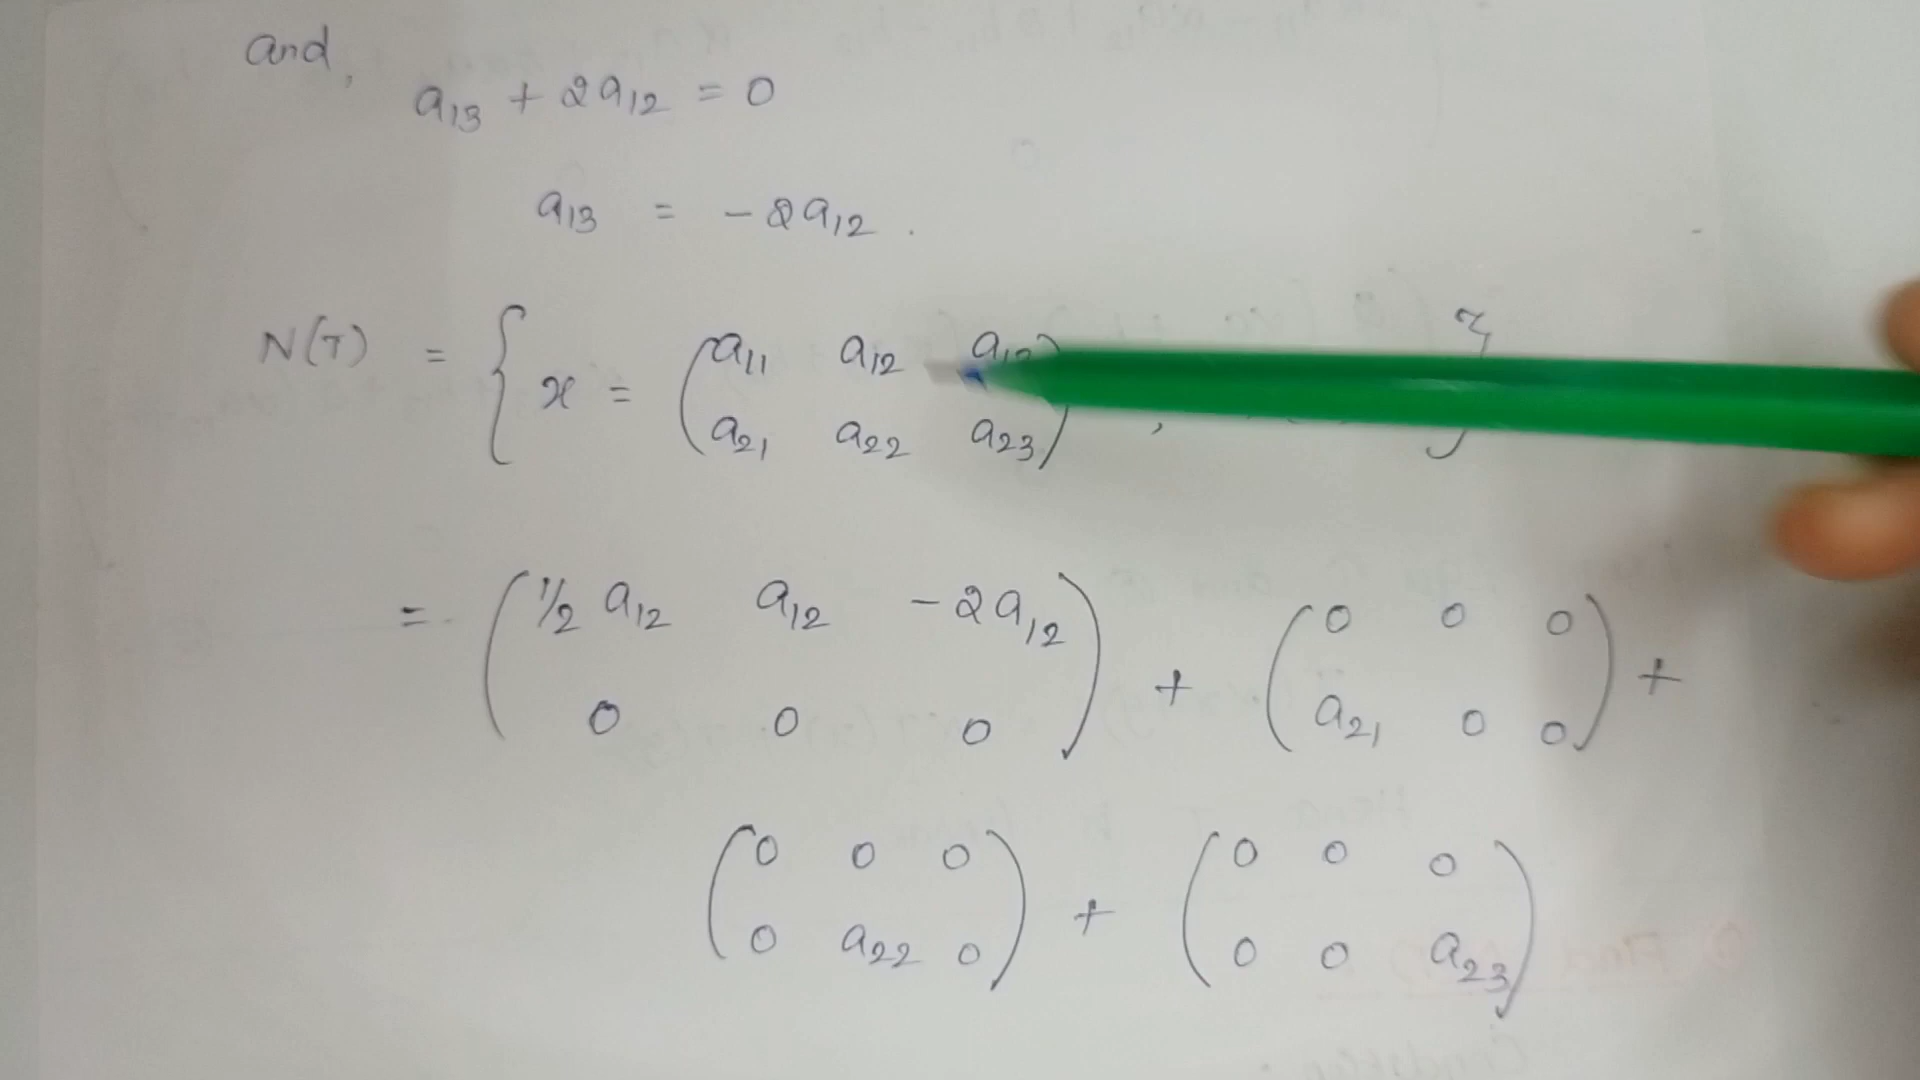 and,
a₁₃ + 2a₁₂ = 0
a₁₃ = -2a₁₂ .
N(T) = { x = ( a₁₁ a₁₂
a₂₁ a₂₂ a₂₃ ) , }
= ( 1/2 a₁₂ a₁₂ -2a₁₂ ) + ( 0 0 0 ) +
0 0 0 a₂₁ 0 0
( 0 0 0 ) + ( 0 0 0 )
0 a₂₂ 0 0 0 a₂₃